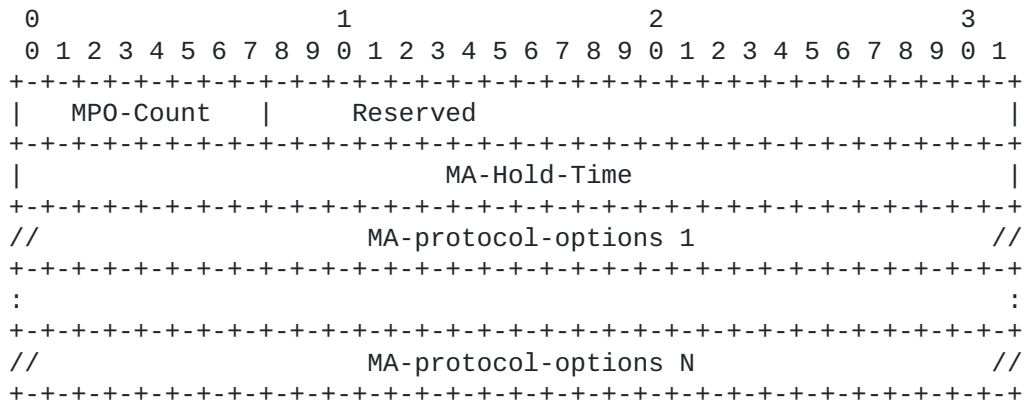 0                   1                   2                   3
 0 1 2 3 4 5 6 7 8 9 0 1 2 3 4 5 6 7 8 9 0 1 2 3 4 5 6 7 8 9 0 1
+-+-+-+-+-+-+-+-+-+-+-+-+-+-+-+-+-+-+-+-+-+-+-+-+-+-+-+-+-+-+-+-+
|   MPO-Count   |     Reserved                                  |
+-+-+-+-+-+-+-+-+-+-+-+-+-+-+-+-+-+-+-+-+-+-+-+-+-+-+-+-+-+-+-+-+
|                           MA-Hold-Time                        |
+-+-+-+-+-+-+-+-+-+-+-+-+-+-+-+-+-+-+-+-+-+-+-+-+-+-+-+-+-+-+-+-+
//                     MA-protocol-options 1                   //
+-+-+-+-+-+-+-+-+-+-+-+-+-+-+-+-+-+-+-+-+-+-+-+-+-+-+-+-+-+-+-+-+
:                                                               :
+-+-+-+-+-+-+-+-+-+-+-+-+-+-+-+-+-+-+-+-+-+-+-+-+-+-+-+-+-+-+-+-+
//                     MA-protocol-options N                   //
+-+-+-+-+-+-+-+-+-+-+-+-+-+-+-+-+-+-+-+-+-+-+-+-+-+-+-+-+-+-+-+-+